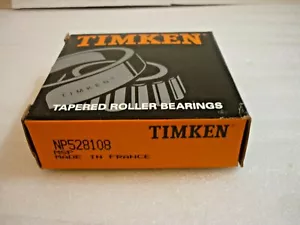 TIMKEN
TAPERED ROLLER BEARINGS
TIMKEN
NP528108
MADE IN FRANCE